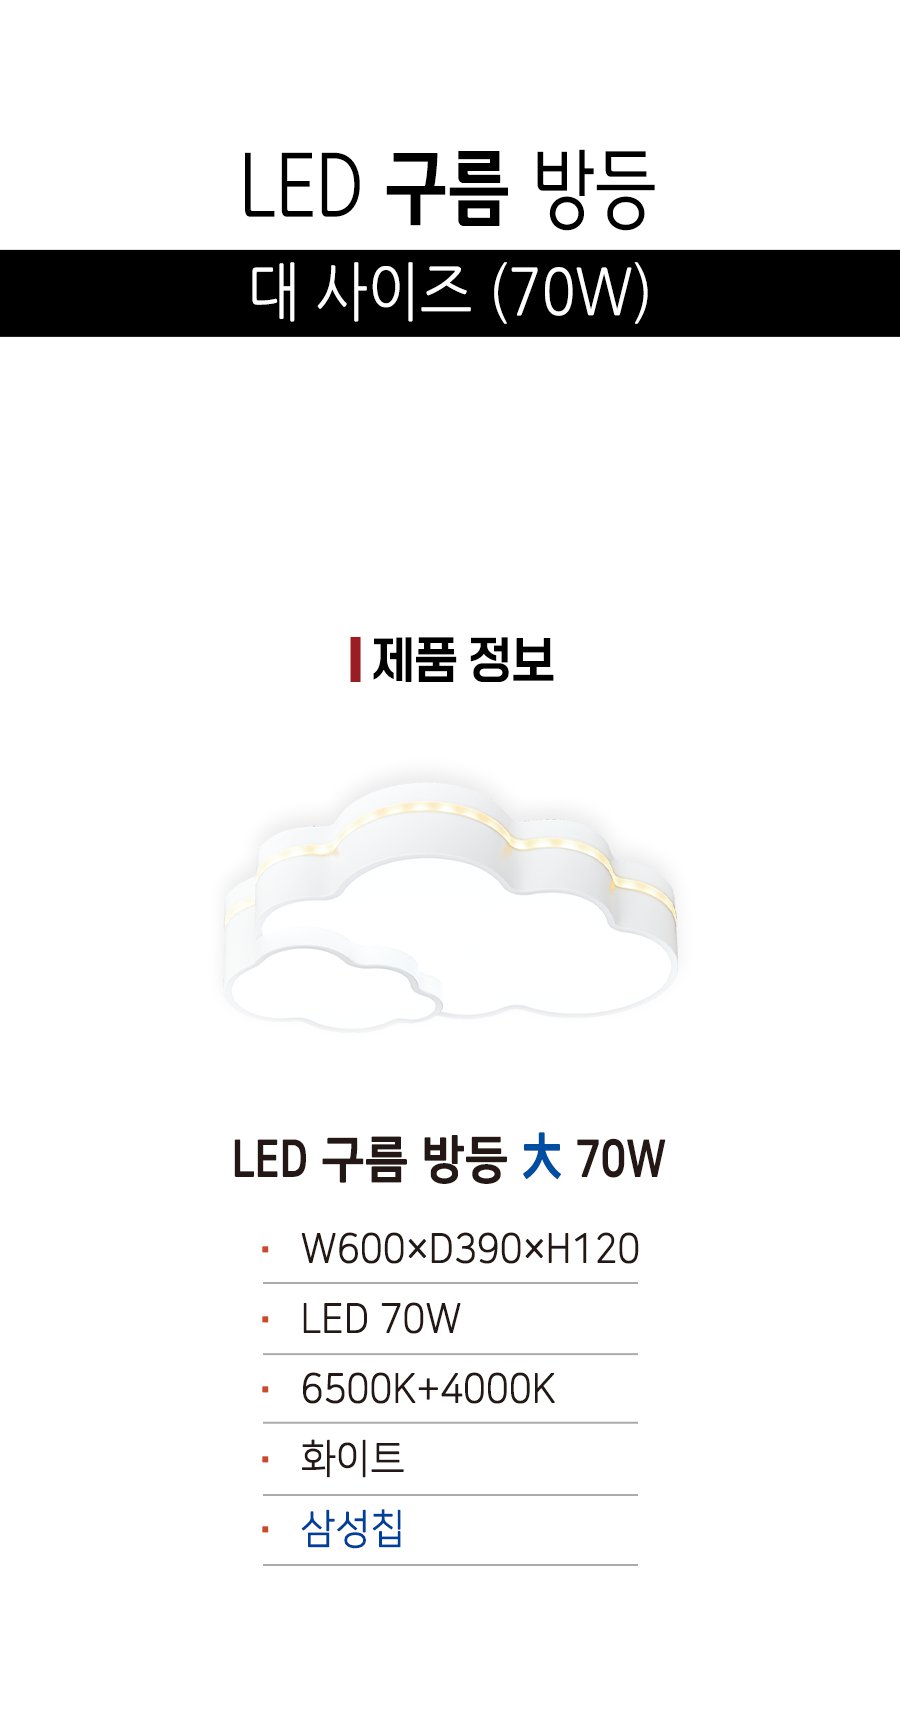 LED 구름 방등
대 사이즈 (70W)
제품 정보
LED 구름 방등 大 70W
· W600×D390×H120
· LED 70W
· 6500K+4000K
· 화이트
· 삼성칩